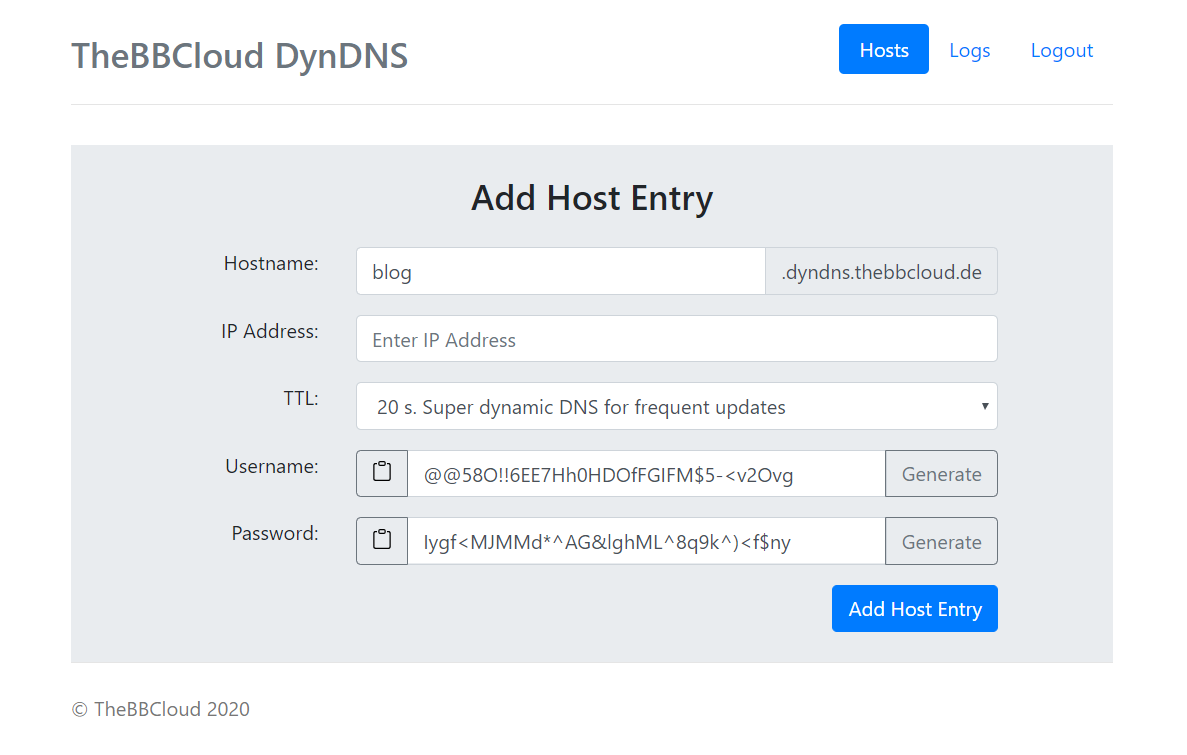 TheBBCloud DynDNS
Hosts Logs Logout
Add Host Entry
Hostname: blog .dyndns.thebbcloud.de
IP Address: Enter IP Address
TTL: 20 s. Super dynamic DNS for frequent updates
Username: @@58O!!6EE7Hh0HDOfFGIFM$5-<v2Ovg Generate
Password: lygf<MJMMd*^AG&lghML^8q9k^)<f$ny Generate
Add Host Entry
© TheBBCloud 2020